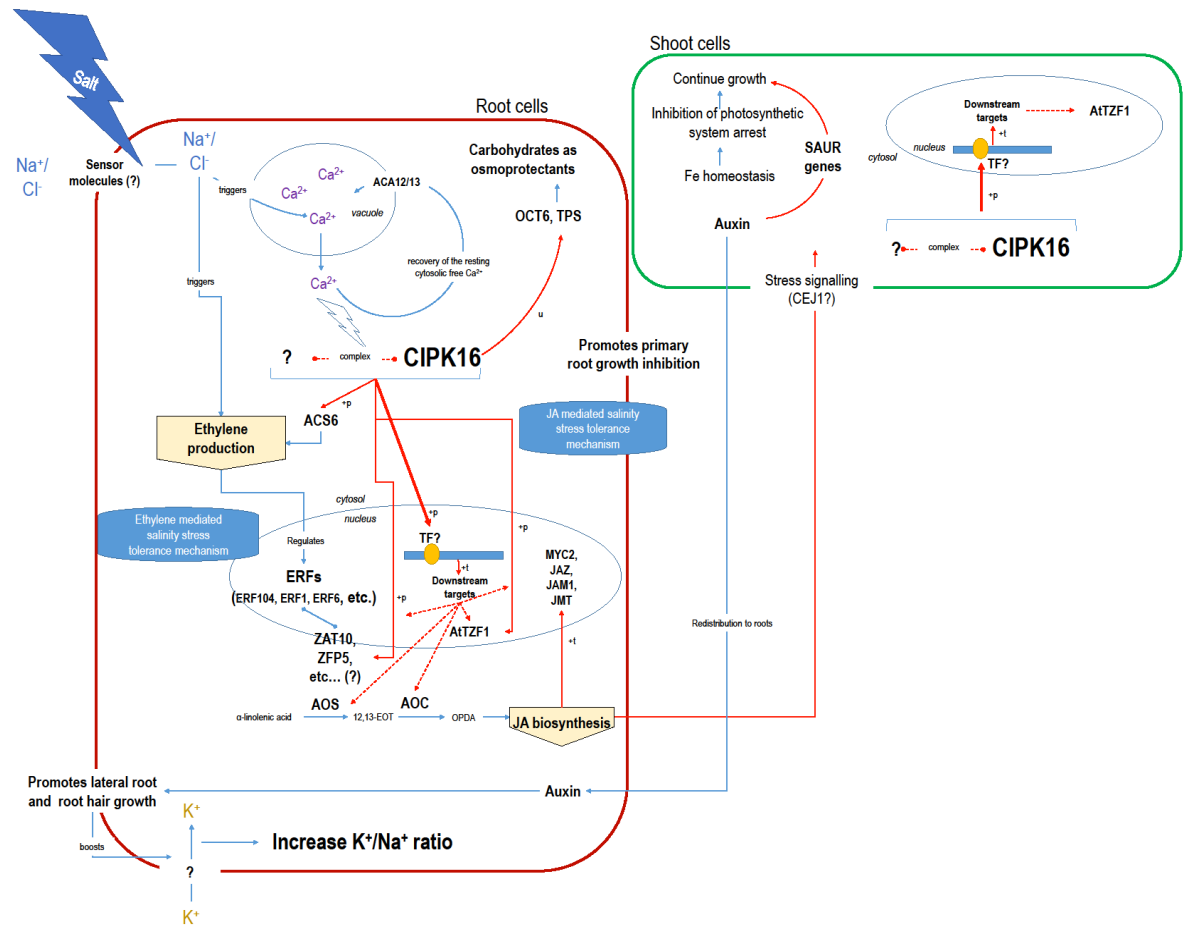 Salt
Na⁺/
Cl⁻
Sensor
molecules (?)
Na⁺/
Cl⁻
triggers
triggers
Root cells
Ca²⁺
Ca²⁺
Ca²⁺
ACA12/13
vacuole
Ca²⁺
recovery of the resting
cytosolic free Ca²⁺
Carbohydrates as
osmoprotectants
OCT6, TPS
u
?
complex
CIPK16
Promotes primary
root growth inhibition
+p
ACS6
Ethylene
production
JA mediated salinity
stress tolerance
mechanism
Ethylene mediated
salinity stress
tolerance mechanism
cytosol
nucleus
Regulates
ERFs
(ERF104, ERF1, ERF6, etc.)
ZAT10,
ZFP5,
etc... (?)
+p
+p
TF?
+t
Downstream
targets
AtTZF1
+p
MYC2,
JAZ,
JAM1,
JMT
+t
AOS
AOC
α-linolenic acid
12,13-EOT
OPDA
JA biosynthesis
Promotes lateral root
and root hair growth
boosts
K⁺
?
K⁺
Increase K⁺/Na⁺ ratio
Auxin
Redistribution to roots
Shoot cells
Continue growth
Inhibition of photosynthetic
system arrest
Fe homeostasis
Auxin
SAUR
genes
Stress signalling
(CEJ1?)
cytosol
nucleus
Downstream
targets
AtTZF1
+t
TF?
+p
?
complex
CIPK16